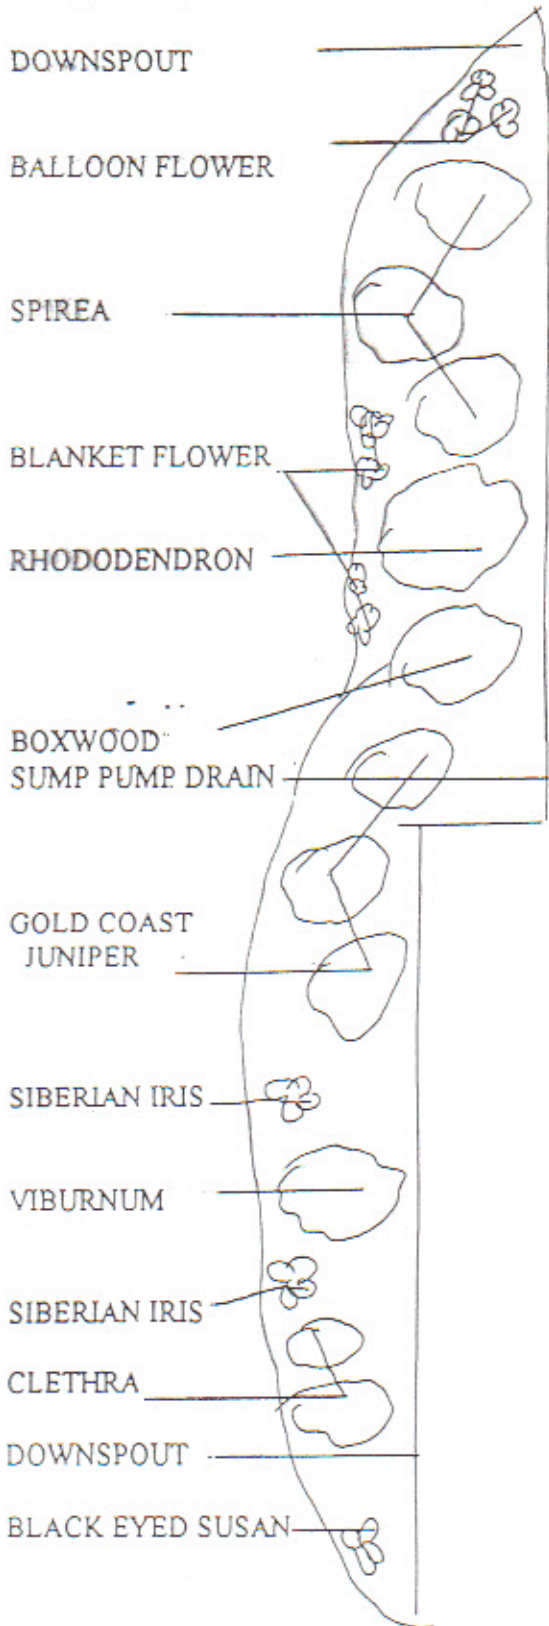 DOWNSPOUT
BALLOON FLOWER
SPIREA
BLANKET FLOWER
RHODODENDRON
BOXWOOD
SUMP PUMP DRAIN
GOLD COAST
JUNIPER
SIBERIAN IRIS
VIBURNUM
SIBERIAN IRIS
CLETHRA
DOWNSPOUT
BLACK EYED SUSAN